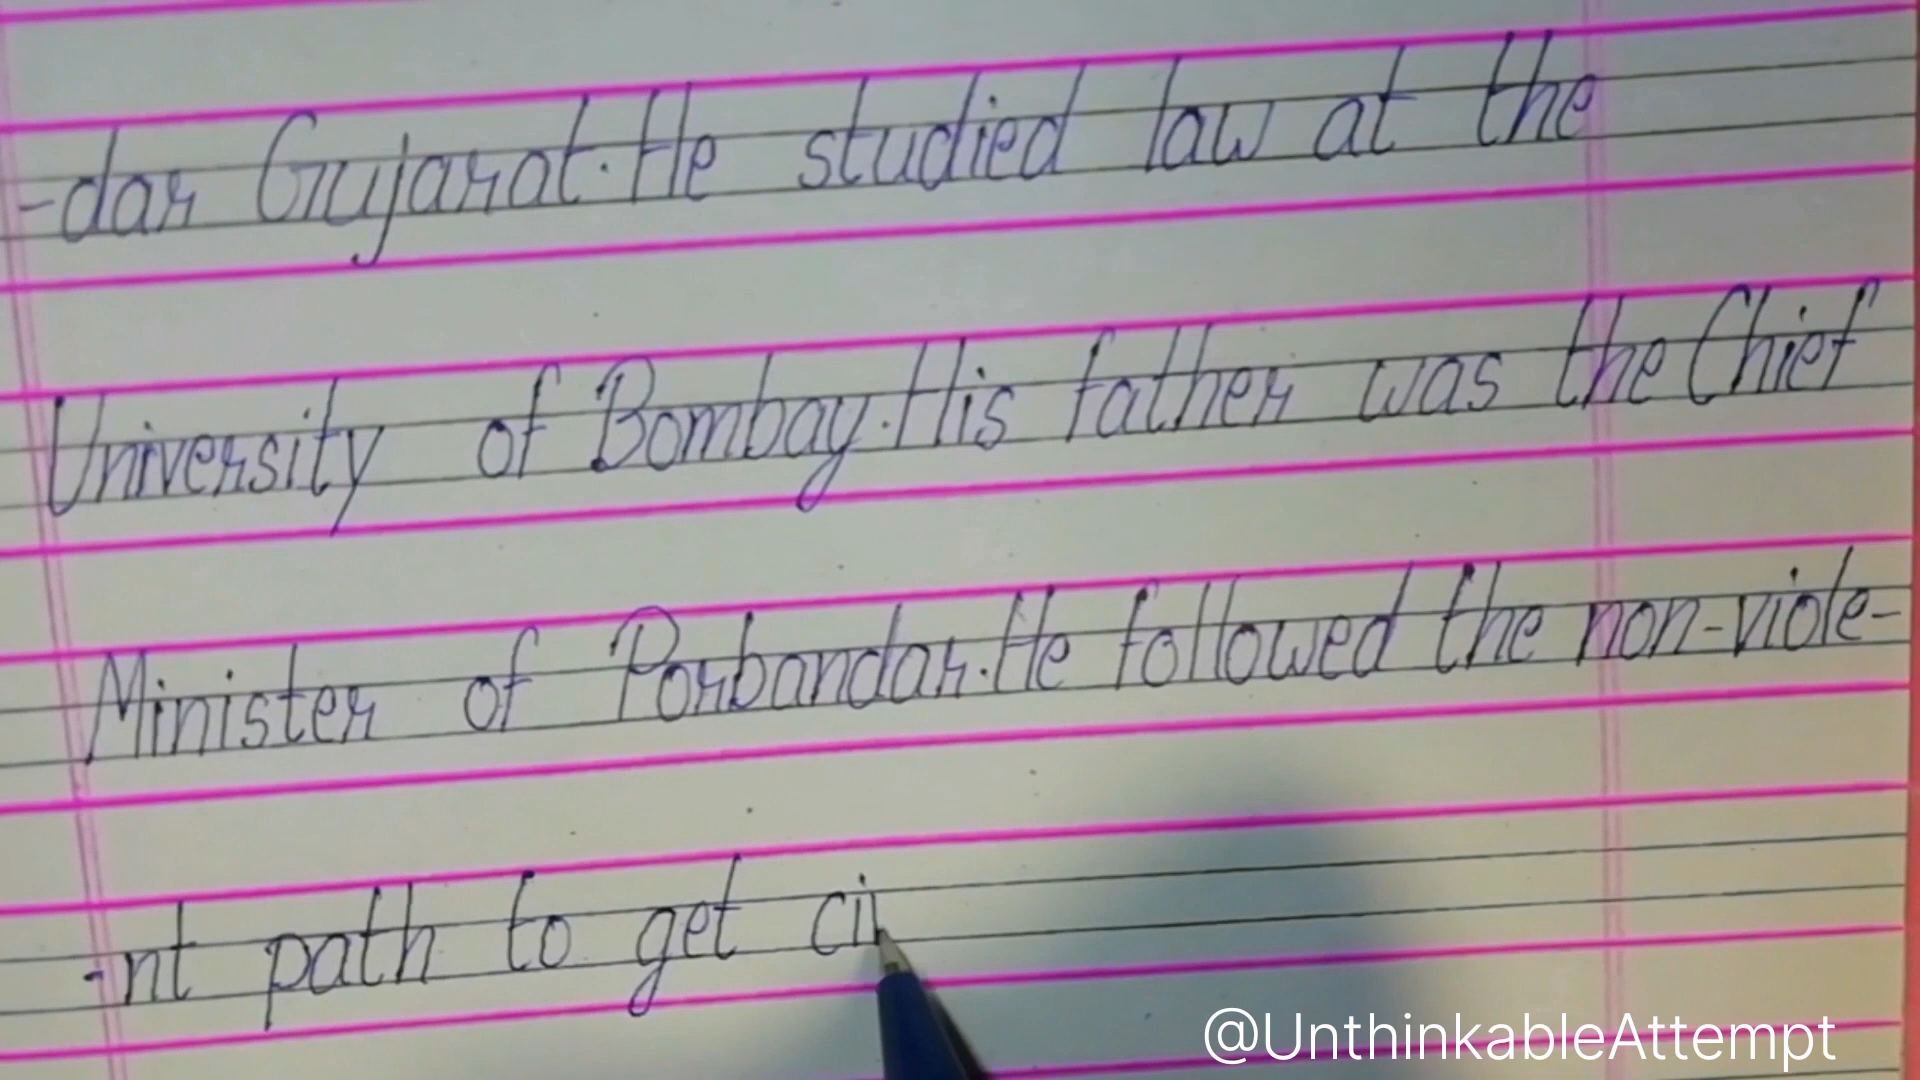 -dar Gujarat. He studied law at the
University of Bombay. His father was the Chief
Minister of Porbandar. He followed the non-viole-
-nt path to get
@UnthinkableAttempt